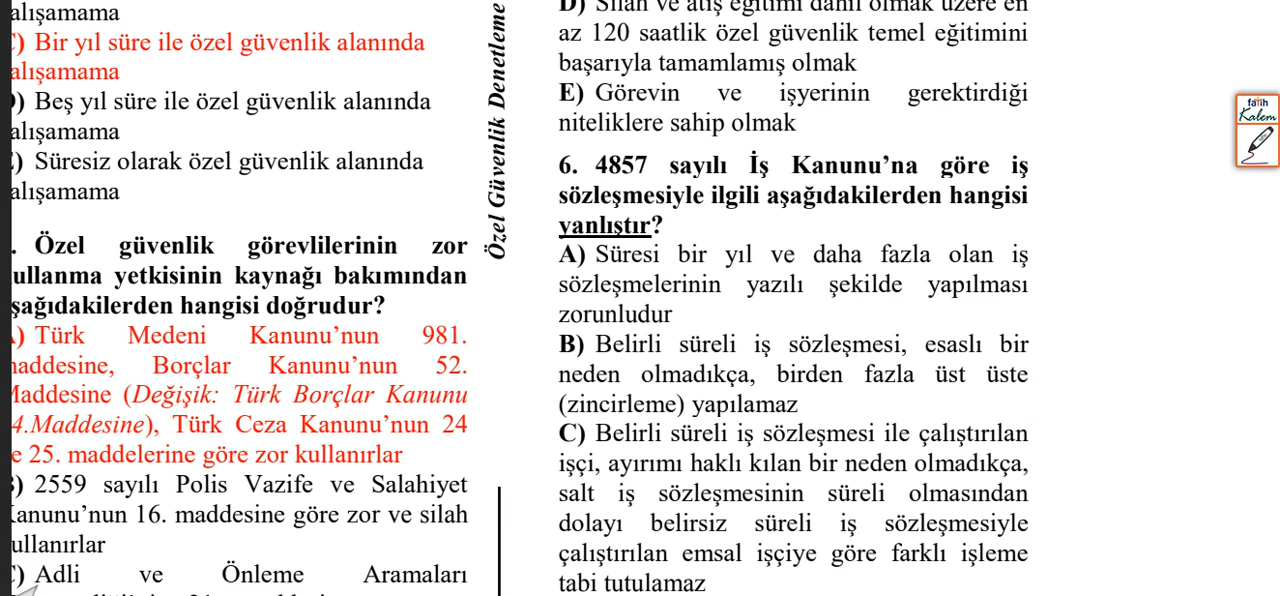 alışamama
) Bir yıl süre ile özel güvenlik alanında
alışamama
) Beş yıl süre ile özel güvenlik alanında
alışamama
) Süresiz olarak özel güvenlik alanında
alışamama
. Özel güvenlik görevlilerinin zor
ullanma yetkisinin kaynağı bakımından
şağıdakilerden hangisi doğrudur?
) Türk Medeni Kanunu’nun 981.
addesine, Borçlar Kanunu’nun 52.
Maddesine (Değişik: Türk Borçlar Kanunu
4.Maddesine), Türk Ceza Kanunu’nun 24
e 25. maddelerine göre zor kullanırlar
) 2559 sayılı Polis Vazife ve Salahiyet
Kanunu’nun 16. maddesine göre zor ve silah
ullanırlar
) Adli ve Önleme Aramaları
Özel Güvenlik Denetleme
D) Silah ve atış eğitimi dahil olmak üzere en
az 120 saatlik özel güvenlik temel eğitimini
başarıyla tamamlamış olmak
E) Görevin ve işyerinin gerektirdiği
niteliklere sahip olmak
6. 4857 sayılı İş Kanunu’na göre iş
sözleşmesiyle ilgili aşağıdakilerden hangisi
yanlıştır?
A) Süresi bir yıl ve daha fazla olan iş
sözleşmelerinin yazılı şekilde yapılması
zorunludur
B) Belirli süreli iş sözleşmesi, esaslı bir
neden olmadıkça, birden fazla üst üste
(zincirleme) yapılamaz
C) Belirli süreli iş sözleşmesi ile çalıştırılan
işçi, ayırımı haklı kılan bir neden olmadıkça,
salt iş sözleşmesinin süreli olmasından
dolayı belirsiz süreli iş sözleşmesiyle
çalıştırılan emsal işçiye göre farklı işleme
tabi tutulamaz
fatih
Kalem